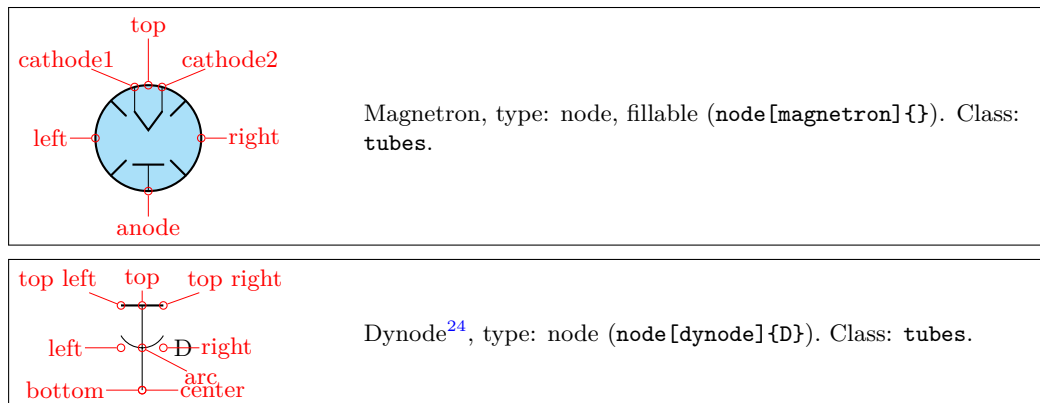 top
cathode1 cathode2
left right
anode
Magnetron, type: node, fillable (node[magnetron]{}). Class:
tubes.
top left top top right
left D right
arc
bottom center
Dynode24, type: node (node[dynode]{D}). Class: tubes.